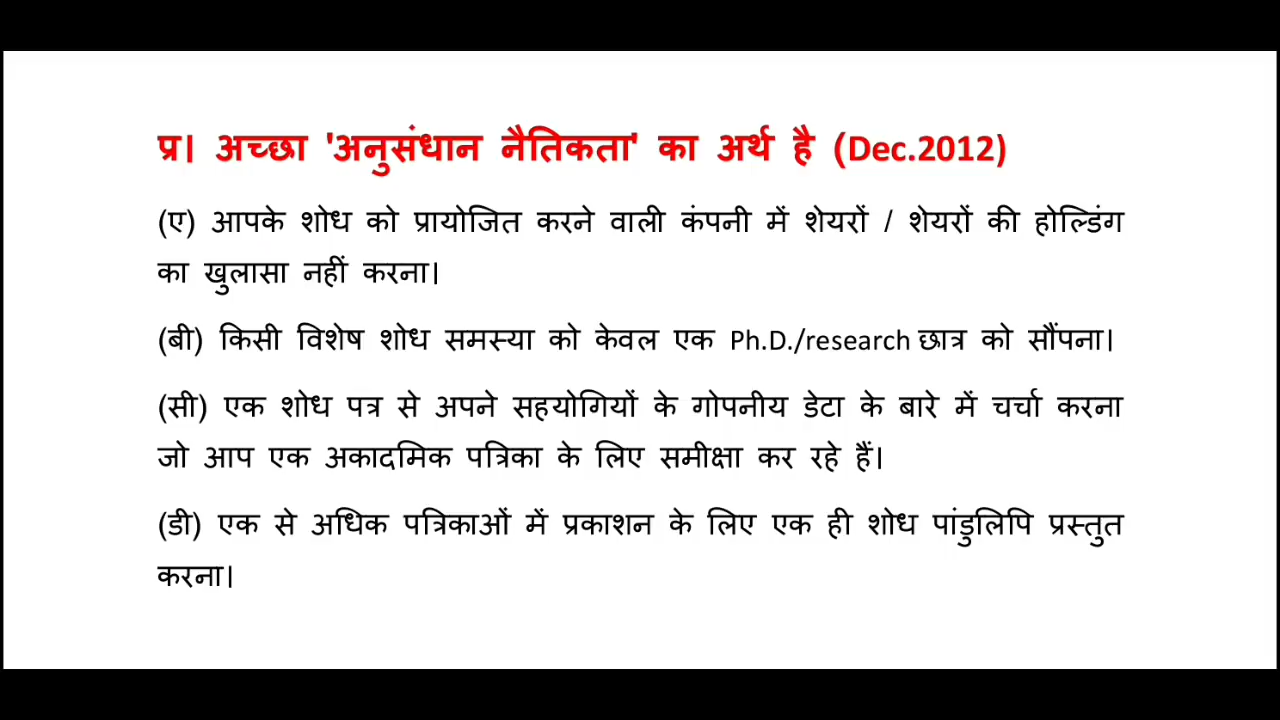 प्र। अच्छा 'अनुसंधान नैतिकता' का अर्थ है (Dec.2012)
(ए) आपके शोध को प्रायोजित करने वाली कंपनी में शेयरों / शेयरों की होल्डिंग
का खुलासा नहीं करना।
(बी) किसी विशेष शोध समस्या को केवल एक Ph.D./research छात्र को सौंपना।
(सी) एक शोध पत्र से अपने सहयोगियों के गोपनीय डेटा के बारे में चर्चा करना
जो आप एक अकादमिक पत्रिका के लिए समीक्षा कर रहे हैं।
(डी) एक से अधिक पत्रिकाओं में प्रकाशन के लिए एक ही शोध पांडुलिपि प्रस्तुत
करना।